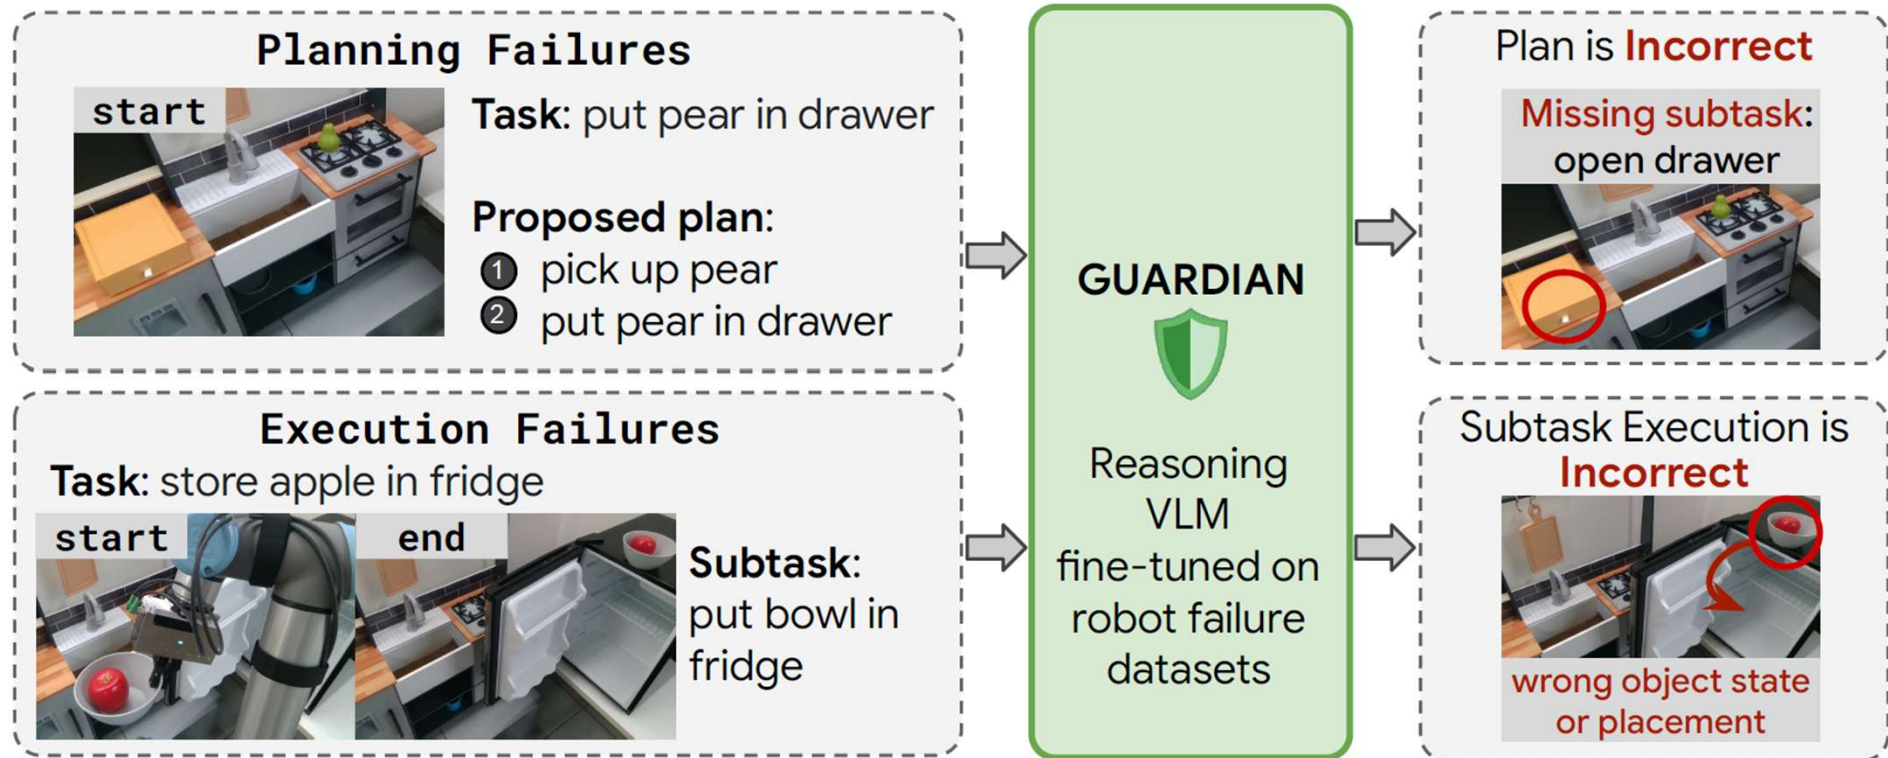 Planning Failures
start
Task: put pear in drawer
Proposed plan:
1 pick up pear
2 put pear in drawer
Execution Failures
Task: store apple in fridge
start
end
Subtask:
put bowl in
fridge
GUARDIAN
Reasoning
VLM
fine-tuned on
robot failure
datasets
Plan is Incorrect
Missing subtask:
open drawer
Subtask Execution is
Incorrect
wrong object state
or placement